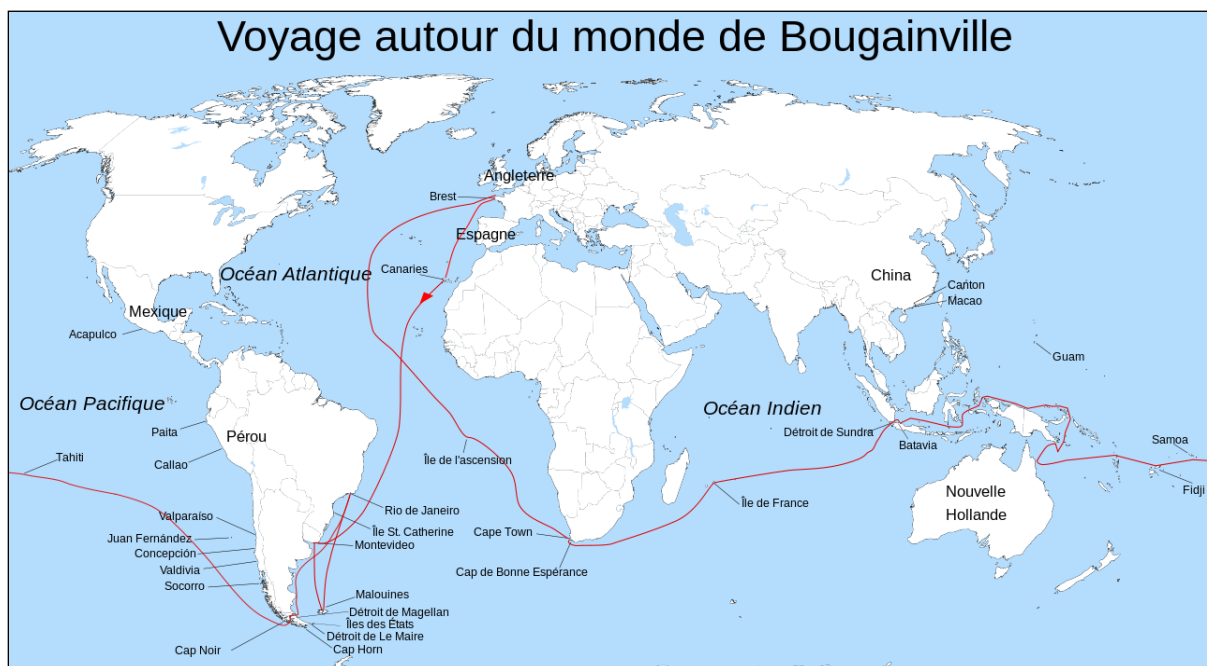 Voyage autour du monde de Bougainville
Angleterre
Brest
Espagne
Océan Atlantique
Canaries
China
Canton
Macao
Mexique
Acapulco
Guam
Océan Pacifique
Océan Indien
Paita
Pérou
Détroit de Sundra
Batavia
Samoa
Tahiti
Callao
Île de l'ascension
Fidji
Nouvelle
Hollande
Île de France
Rio de Janeiro
Valparaíso
Île St. Catherine
Cape Town
Juan Fernández
Montevideo
Concepción
Valdivia
Cap de Bonne Espérance
Socorro
Malouines
Détroit de Magellan
Îles des États
Détroit de Le Maire
Cap Noir
Cap Horn